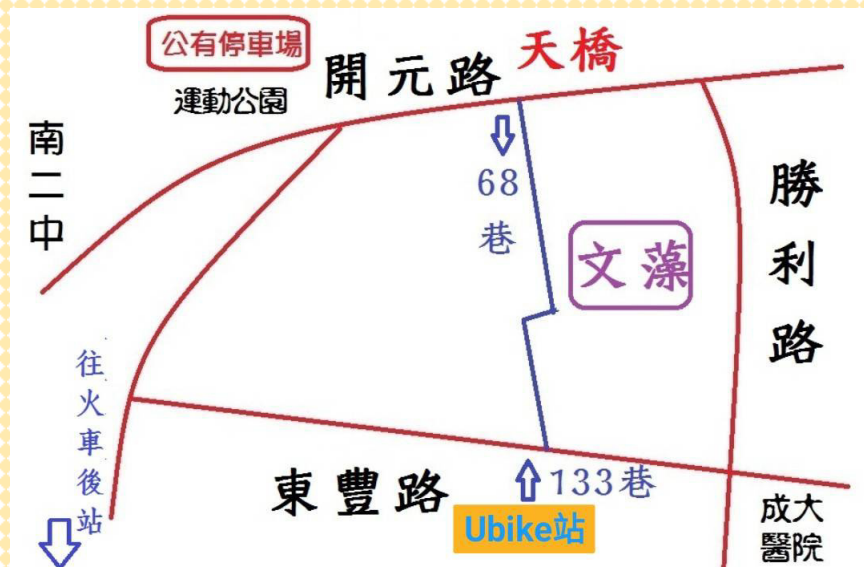 公有停車場
運動公園
開元路
天橋
南二中
68
巷
文藻
勝利路
往火車後站
東豐路
133巷
Ubike站
成大
醫院